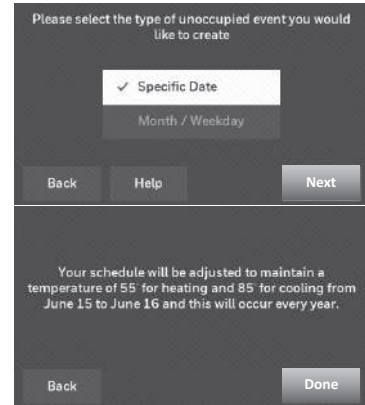 Please select the type of unoccupied event you would
like to create
✓ Specific Date
Month / Weekday
Back Help Next
Your schedule will be adjusted to maintain a
temperature of 55° for heating and 85° for cooling from
June 15 to June 16 and this will occur every year.
Back Done